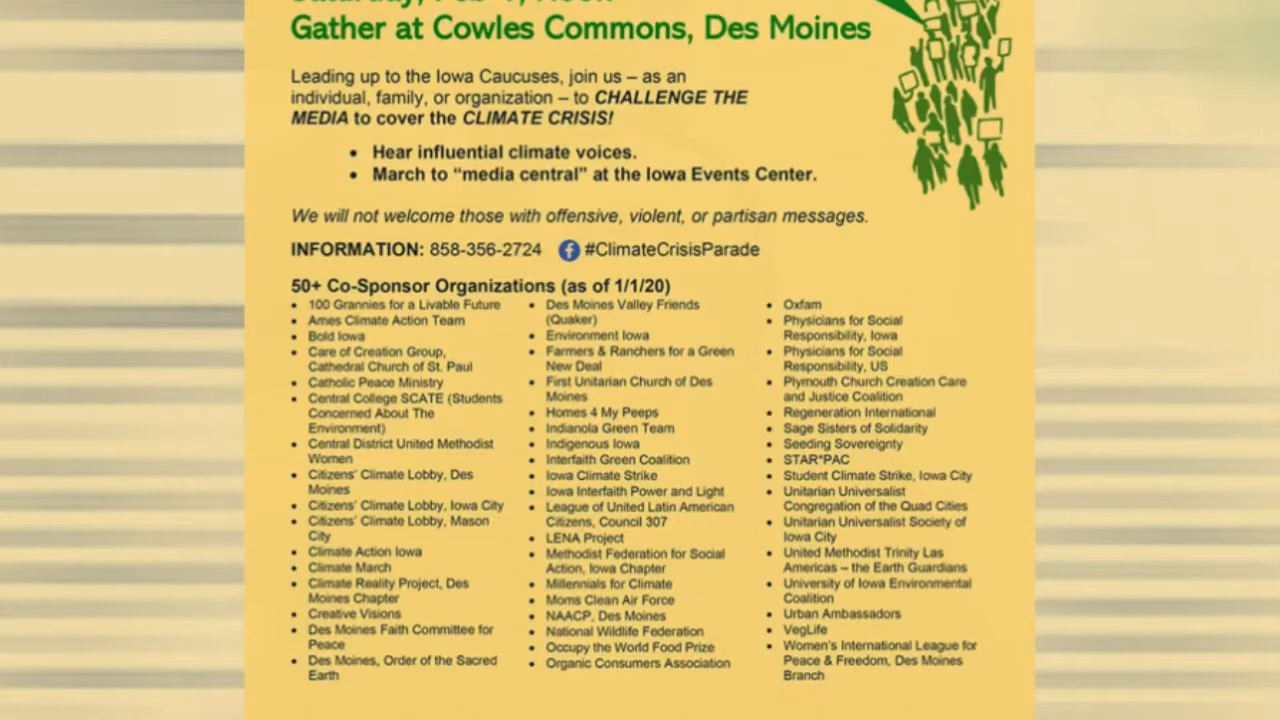 Gather at Cowles Commons, Des Moines
Leading up to the Iowa Caucuses, join us – as an
individual, family, or organization – to CHALLENGE THE
MEDIA to cover the CLIMATE CRISIS!
• Hear influential climate voices.
• March to “media central” at the Iowa Events Center.
We will not welcome those with offensive, violent, or partisan messages.
INFORMATION: 858-356-2724 f #ClimateCrisisParade
50+ Co-Sponsor Organizations (as of 1/1/20)
• 100 Grannies for a Livable Future
• Ames Climate Action Team
• Bold Iowa
• Care of Creation Group,
Cathedral Church of St. Paul
• Catholic Peace Ministry
• Central College SCATE (Students
Concerned About The
Environment)
• Central District United Methodist
Women
• Citizens’ Climate Lobby, Des
Moines
• Citizens’ Climate Lobby, Iowa City
• Citizens’ Climate Lobby, Mason
City
• Climate Action Iowa
• Climate March
• Climate Reality Project, Des
Moines Chapter
• Creative Visions
• Des Moines Faith Committee for
Peace
• Des Moines, Order of the Sacred
Earth
• Des Moines Valley Friends
(Quaker)
• Environment Iowa
• Farmers & Ranchers for a Green
New Deal
• First Unitarian Church of Des
Moines
• Homes 4 My Peeps
• Indianola Green Team
• Indigenous Iowa
• Interfaith Green Coalition
• Iowa Climate Strike
• Iowa Interfaith Power and Light
• League of United Latin American
Citizens, Council 307
• LENA Project
• Methodist Federation for Social
Action, Iowa Chapter
• Millennials for Climate
• Moms Clean Air Force
• NAACP, Des Moines
• National Wildlife Federation
• Occupy the World Food Prize
• Organic Consumers Association
• Oxfam
• Physicians for Social
Responsibility, Iowa
• Physicians for Social
Responsibility, US
• Plymouth Church Creation Care
and Justice Coalition
• Regeneration International
• Sage Sisters of Solidarity
• Seeding Sovereignty
• STAR*PAC
• Student Climate Strike, Iowa City
• Unitarian Universalist
Congregation of the Quad Cities
• Unitarian Universalist Society of
Iowa City
• United Methodist Trinity Las
Americas – the Earth Guardians
• University of Iowa Environmental
Coalition
• Urban Ambassadors
• VegLife
• Women’s International League for
Peace & Freedom, Des Moines
Branch